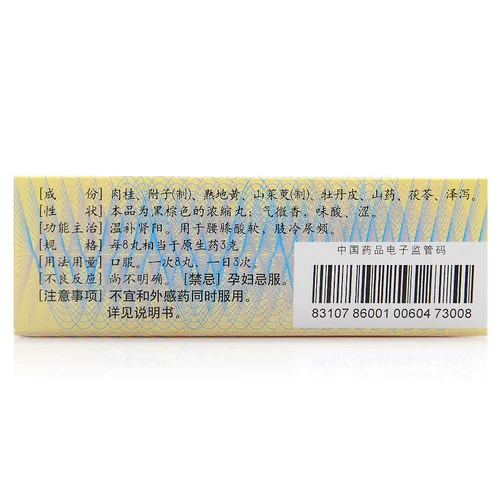 [成　份] 肉桂、附子(制)、熟地黄、山茱萸(制)、牡丹皮、山药、茯苓、泽泻。
[性　状] 本品为黑棕色的浓缩丸；气微香，味酸、涩。
[功能主治] 温补肾阳。用于腰膝酸软，肢冷尿频。
[规　格] 每8丸相当于原生药3克
[用法用量] 口服。一次8丸，一日3次。
[不良反应] 尚不明确。[禁忌] 孕妇忌服。
[注意事项] 不宜和外感药同时服用。
详见说明书。
中国药品电子监管码
83107 86001 00604 73008